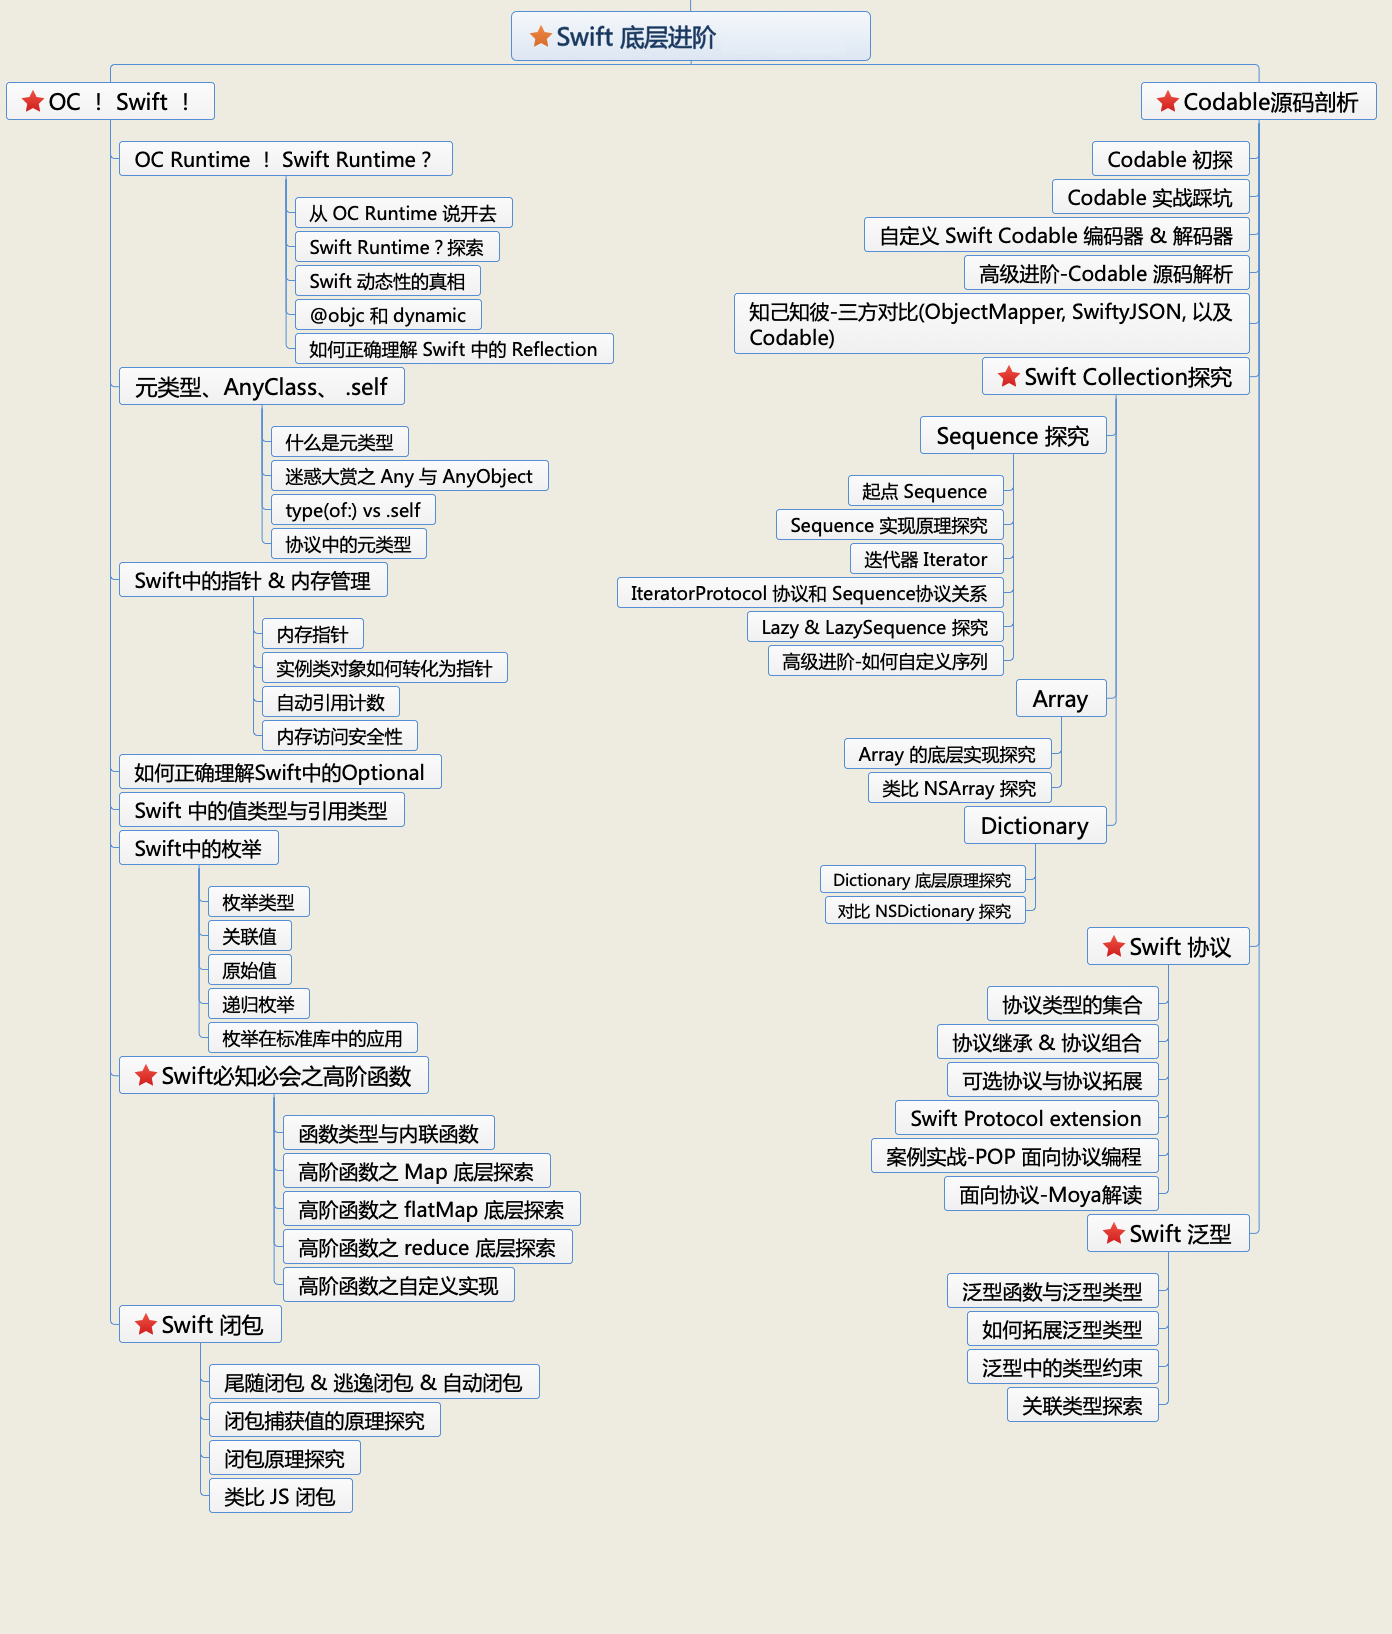 Swift 底层进阶
OC ！ Swift ！
OC Runtime ！ Swift Runtime ?
从 OC Runtime 说开去
Swift Runtime ? 探索
Swift 动态性的真相
@objc 和 dynamic
如何正确理解 Swift 中的 Reflection
元类型、AnyClass、 .self
什么是元类型
迷惑大赏之 Any 与 AnyObject
type(of:) vs .self
协议中的元类型
Swift中的指针 & 内存管理
内存指针
实例类对象如何转化为指针
自动引用计数
内存访问安全性
如何正确理解Swift中的Optional
Swift 中的值类型与引用类型
Swift中的枚举
枚举类型
关联值
原始值
递归枚举
枚举在标准库中的应用
Swift必知必会之高阶函数
函数类型与内联函数
高阶函数之 Map 底层探索
高阶函数之 flatMap 底层探索
高阶函数之 reduce 底层探索
高阶函数之自定义实现
Swift 闭包
尾随闭包 & 逃逸闭包 & 自动闭包
闭包捕获值的原理探究
闭包原理探究
类比 JS 闭包
Codable源码剖析
Codable 初探
Codable 实战踩坑
自定义 Swift Codable 编码器 & 解码器
高级进阶-Codable 源码解析
知己知彼-三方对比(ObjectMapper, SwiftyJSON, 以及
Codable)
Swift Collection探究
Sequence 探究
起点 Sequence
Sequence 实现原理探究
迭代器 Iterator
IteratorProtocol 协议和 Sequence协议关系
Lazy & LazySequence 探究
高级进阶-如何自定义序列
Array
Array 的底层实现探究
类比 NSArray 探究
Dictionary
Dictionary 底层原理探究
对比 NSDictionary 探究
Swift 协议
协议类型的集合
协议继承 & 协议组合
可选协议与协议拓展
Swift Protocol extension
案例实战-POP 面向协议编程
面向协议-Moya解读
Swift 泛型
泛型函数与泛型类型
如何拓展泛型类型
泛型中的类型约束
关联类型探索